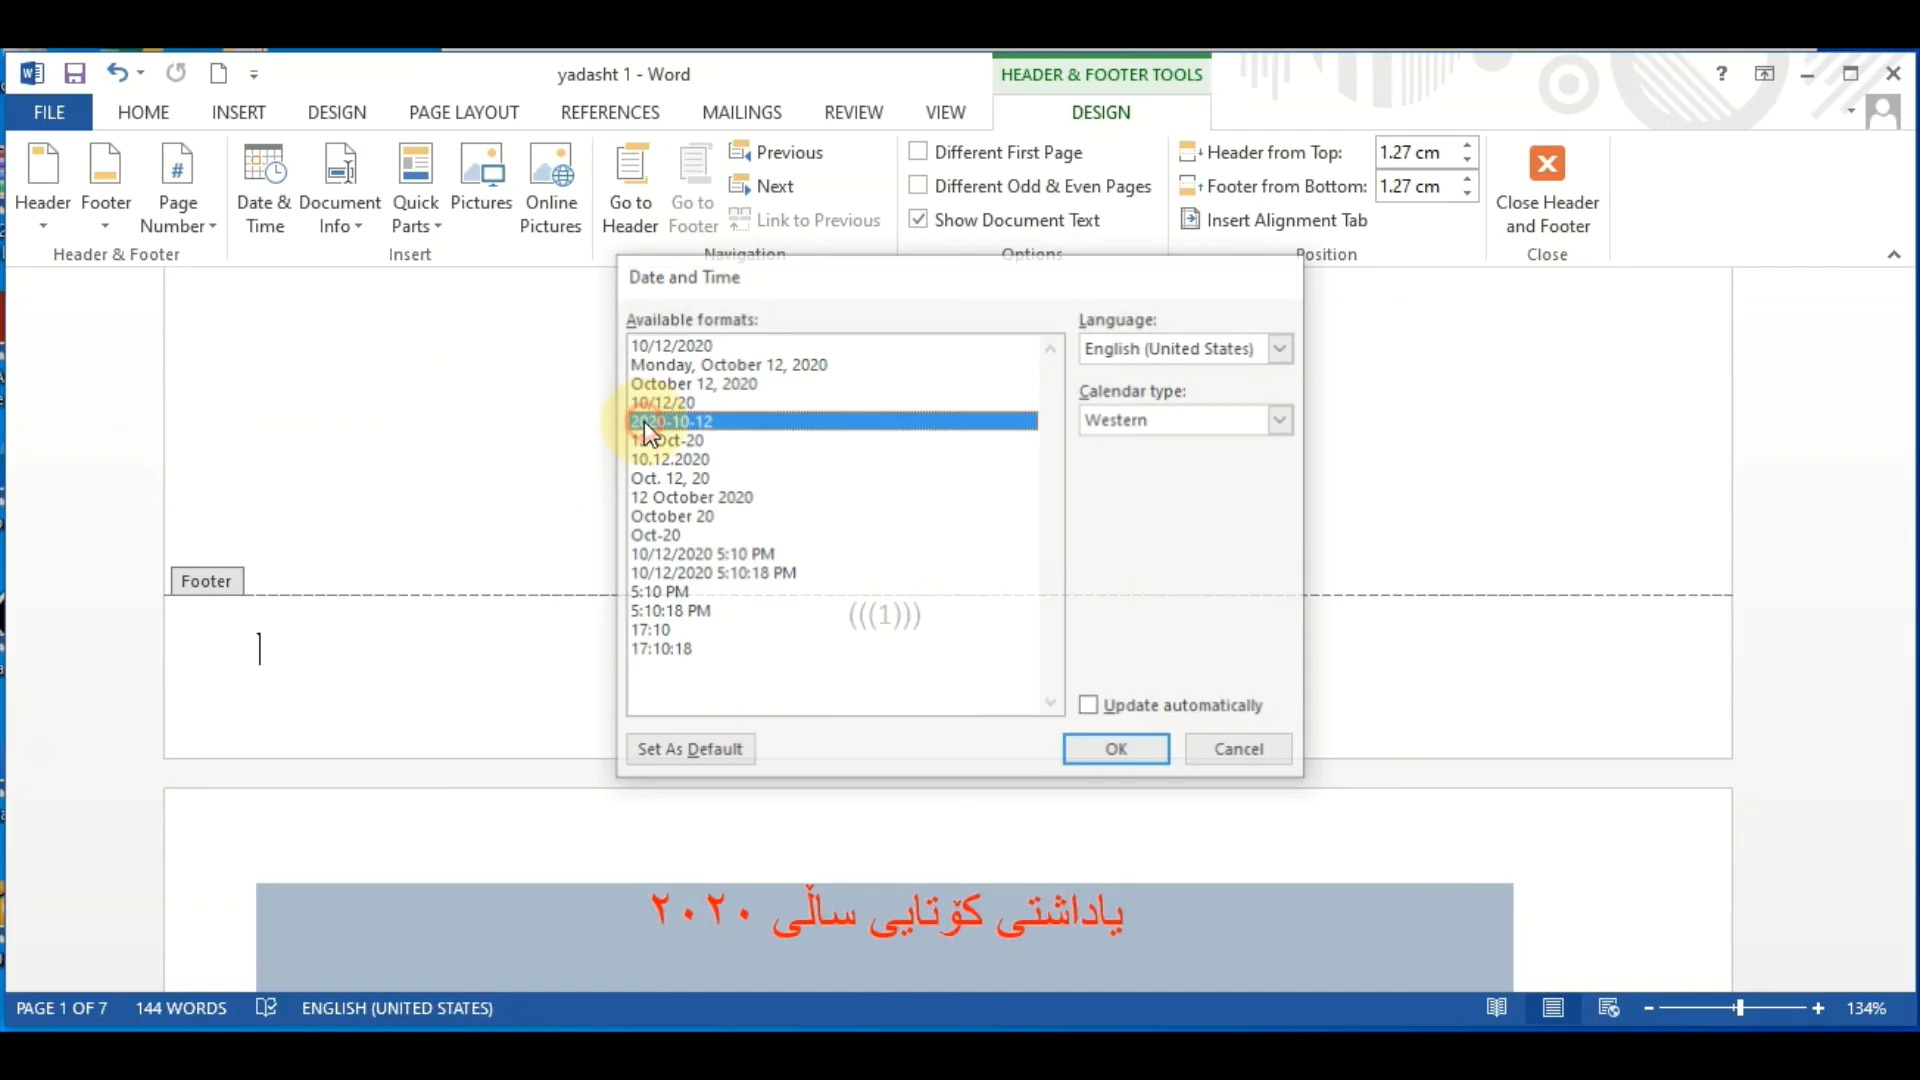 yadasht 1 - Word
HEADER & FOOTER TOOLS
?
FILE
HOME
INSERT
DESIGN
PAGE LAYOUT
REFERENCES
MAILINGS
REVIEW
VIEW
DESIGN
Header
Footer
Page Number
Date & Time
Document Info
Quick Parts
Pictures
Online Pictures
Go to Header
Go to Footer
Previous
Next
Link to Previous
Different First Page
Different Odd & Even Pages
Show Document Text
Header from Top: 1.27 cm
Footer from Bottom: 1.27 cm
Insert Alignment Tab
Close Header and Footer
Header & Footer
Insert
Navigation
Options
Position
Close
Date and Time
Available formats:
10/12/2020
Monday, October 12, 2020
October 12, 2020
10/12/20
2020-10-12
12-Oct-20
10.12.2020
Oct. 12, 20
12 October 2020
October 20
Oct-20
10/12/2020 5:10 PM
10/12/2020 5:10:18 PM
5:10 PM
5:10:18 PM
17:10
17:10:18
Language:
English (United States)
Calendar type:
Western
Update automatically
Set As Default
OK
Cancel
Footer
(((1)))
یاداشتی کۆتایی ساڵی ٢٠٢٠
PAGE 1 OF 7
144 WORDS
ENGLISH (UNITED STATES)
134%